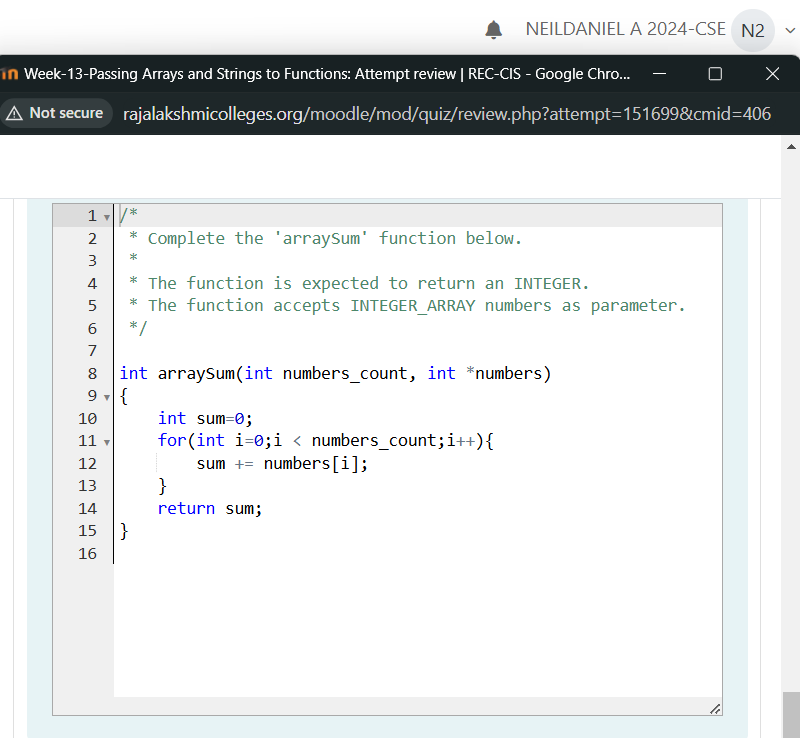 NEILDANIEL A 2024-CSE N2
Week-13-Passing Arrays and Strings to Functions: Attempt review | REC-CIS - Google Chro...
Not secure rajalakshmicolleges.org/moodle/mod/quiz/review.php?attempt=151699&cmid=406
1 /*
2  * Complete the 'arraySum' function below.
3  *
4  * The function is expected to return an INTEGER.
5  * The function accepts INTEGER_ARRAY numbers as parameter.
6  */
7
8 int arraySum(int numbers_count, int *numbers)
9 {
10     int sum=0;
11     for(int i=0;i < numbers_count;i++){
12         sum += numbers[i];
13     }
14     return sum;
15 }
16